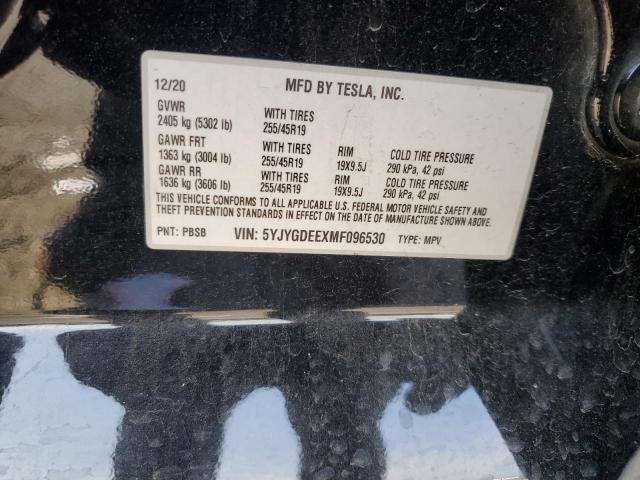 12/20 MFD BY TESLA, INC.
GVWR WITH TIRES
2405 kg (5302 lb) 255/45R19
GAWR FRT WITH TIRES RIM COLD TIRE PRESSURE
1363 kg (3004 lb) 255/45R19 19X9.5J 290 kPa, 42 psi
GAWR RR WITH TIRES RIM COLD TIRE PRESSURE
1636 kg (3606 lb) 255/45R19 19X9.5J 290 kPa, 42 psi
THIS VEHICLE CONFORMS TO ALL APPLICABLE U.S. FEDERAL MOTOR VEHICLE SAFETY AND
THEFT PREVENTION STANDARDS IN EFFECT ON THE DATE OF MANUFACTURE SHOWN ABOVE.
PNT: PBSB VIN: 5YJYGDEEXMF096530 TYPE: MPV